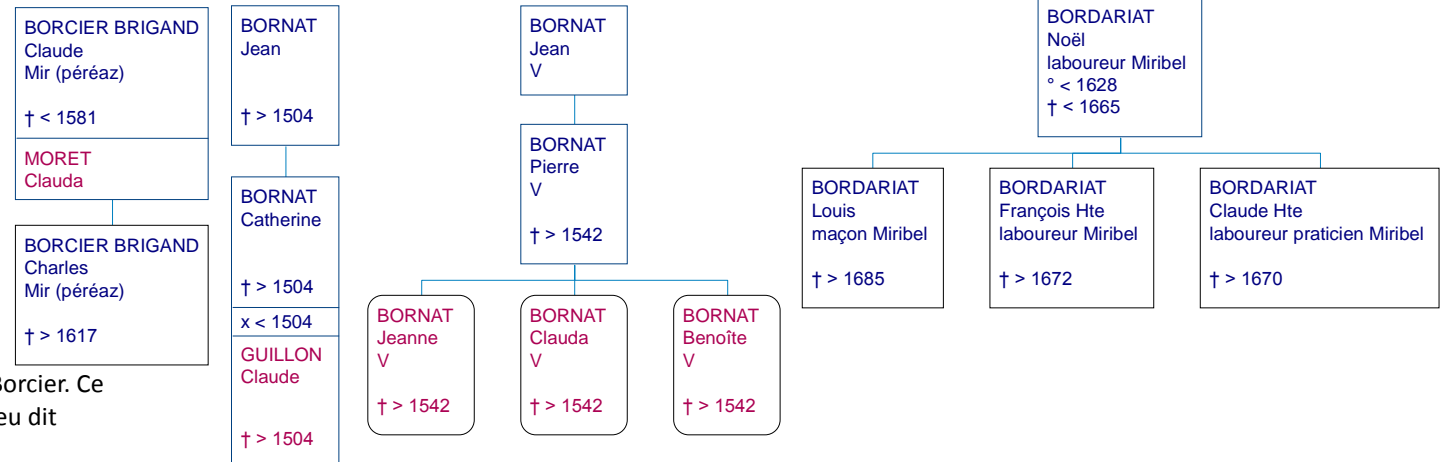 BORCIER BRIGAND
Claude
Mir (péréaz)
† < 1581
MORET
Clauda
BORCIER BRIGAND
Charles
Mir (péréaz)
† > 1617
Borcier. Ce
eu dit
BORNAT
Jean
† > 1504
BORNAT
Catherine
† > 1504
x < 1504
GUILLON
Claude
† > 1504
BORNAT
Jean
V
BORNAT
Pierre
V
† > 1542
BORNAT
Jeanne
V
† > 1542
BORNAT
Clauda
V
† > 1542
BORNAT
Benoîte
V
† > 1542
BORDARIAT
Noël
laboureur Miribel
° < 1628
† < 1665
BORDARIAT
Louis
maçon Miribel
† > 1685
BORDARIAT
François Hte
laboureur Miribel
† > 1672
BORDARIAT
Claude Hte
laboureur praticien Miribel
† > 1670